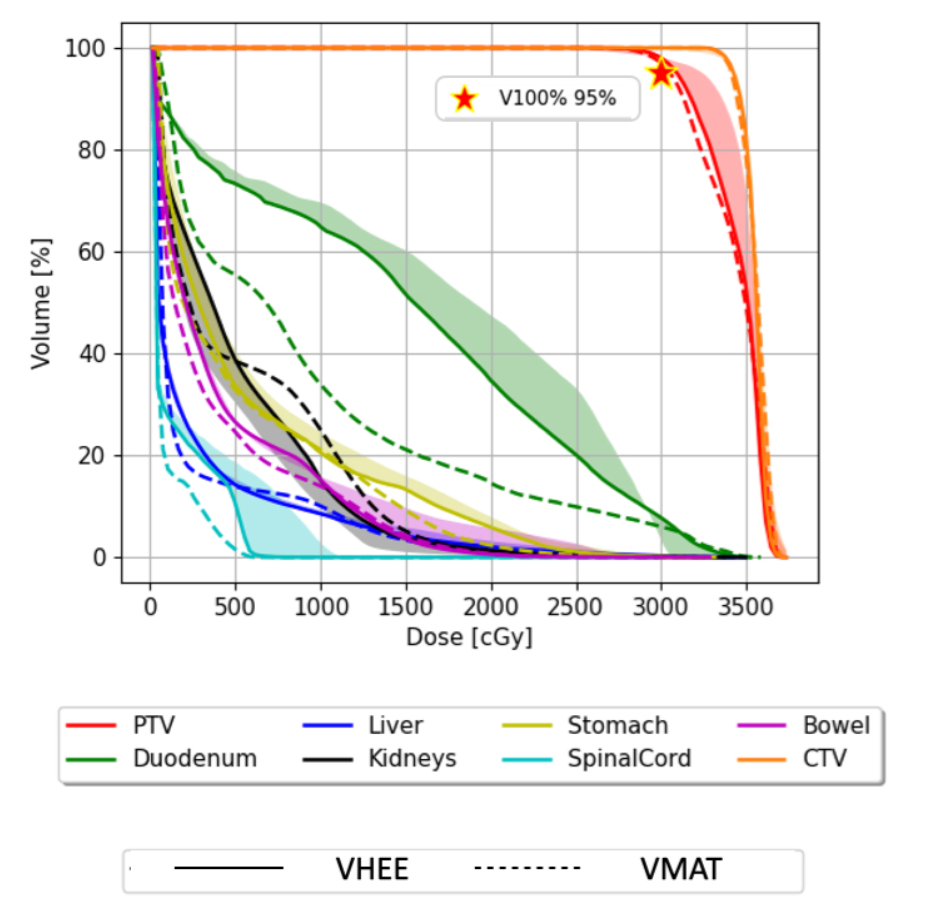 100
80
60
40
20
0
Volume [%]
V100% 95%
0 500 1000 1500 2000 2500 3000 3500
Dose [cGy]
PTV Liver Stomach Bowel
Duodenum Kidneys SpinalCord CTV
VHEE VMAT